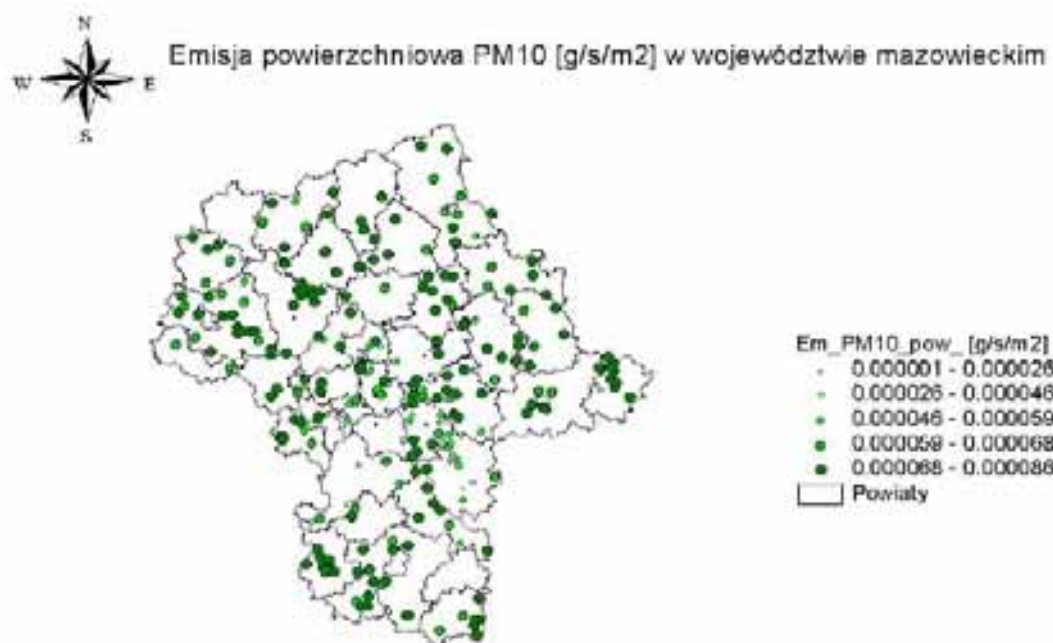 N
Emisja powierzchniowa PM10 [g/s/m2] w województwie mazowieckim
W E
S
Em_PM10_pow_ [g/s/m2]
0.000001 - 0.000026
0.000026 - 0.000046
0.000046 - 0.000059
0.000059 - 0.000068
0.000068 - 0.000086
Powiaty